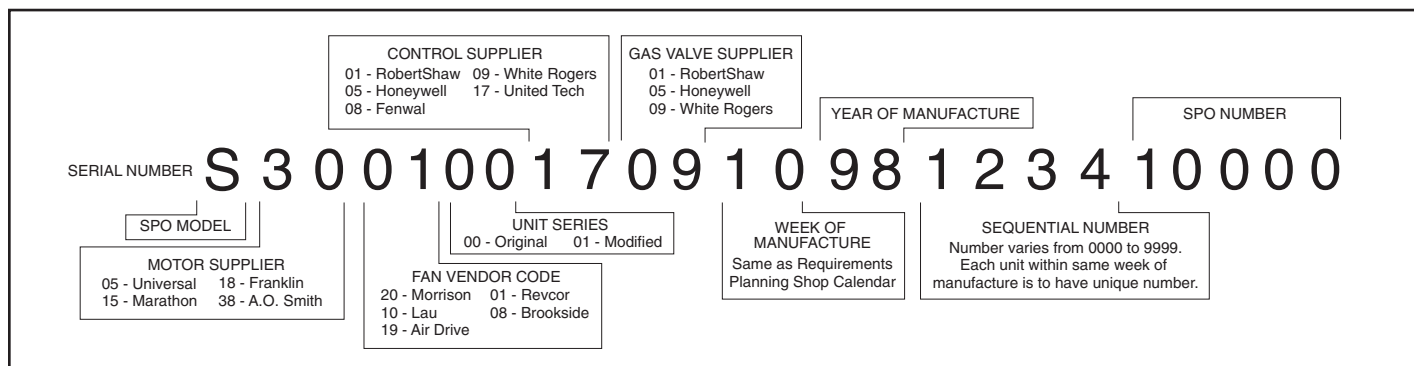 CONTROL SUPPLIER
01 - RobertShaw 09 - White Rogers
05 - Honeywell 17 - United Tech
08 - Fenwal
GAS VALVE SUPPLIER
01 - RobertShaw
05 - Honeywell
09 - White Rogers
YEAR OF MANUFACTURE
SPO NUMBER
SERIAL NUMBER S 3 0 0 1 0 0 1 7 0 9 1 0 9 8 1 2 3 4 1 0 0 0 0
SPO MODEL
MOTOR SUPPLIER
05 - Universal 18 - Franklin
15 - Marathon 38 - A.O. Smith
UNIT SERIES
00 - Original 01 - Modified
FAN VENDOR CODE
20 - Morrison 01 - Revcor
10 - Lau 08 - Brookside
19 - Air Drive
WEEK OF
MANUFACTURE
Same as Requirements
Planning Shop Calendar
SEQUENTIAL NUMBER
Number varies from 0000 to 9999.
Each unit within same week of
manufacture is to have unique number.